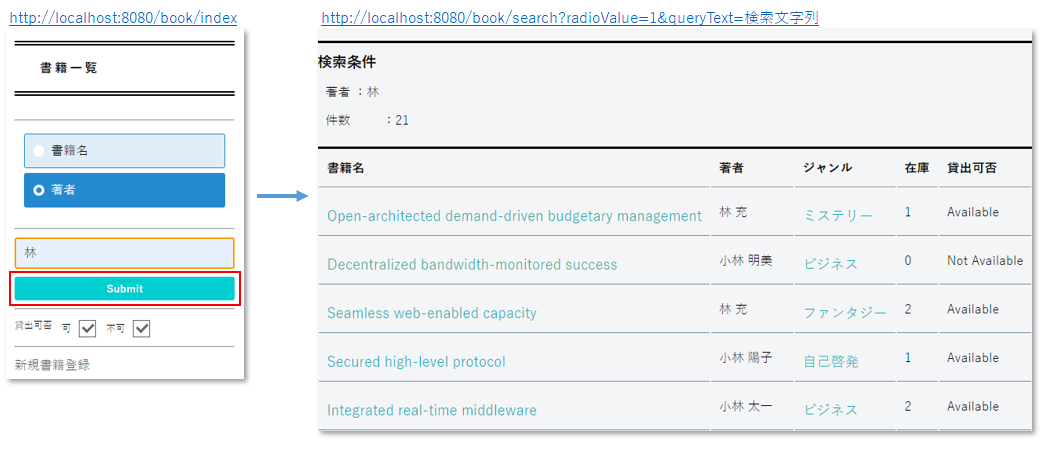 http://localhost:8080/book/index
http://localhost:8080/book/search?radioValue=1&queryText=検索文字列
書籍一覧
書籍名
著者
林
Submit
貸出可否 可 不可
新規書籍登録
検索条件
著者 ：林
件数 ：21
書籍名 著者 ジャンル 在庫 貸出可否
Open-architected demand-driven budgetary management 林 充 ミステリー 1 Available
Decentralized bandwidth-monitored success 小林 明美 ビジネス 0 Not Available
Seamless web-enabled capacity 林 充 ファンタジー 2 Available
Secured high-level protocol 小林 陽子 自己啓発 1 Available
Integrated real-time middleware 小林 太一 ビジネス 2 Available